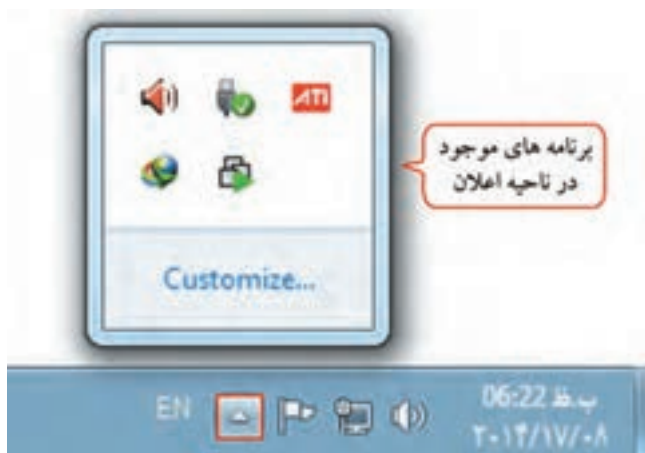 ATI
برنامه های موجود
در ناحیه اعلان
Customize...
EN
06:22 ب.ظ
۲۰۱۴/۱۷/۰۸